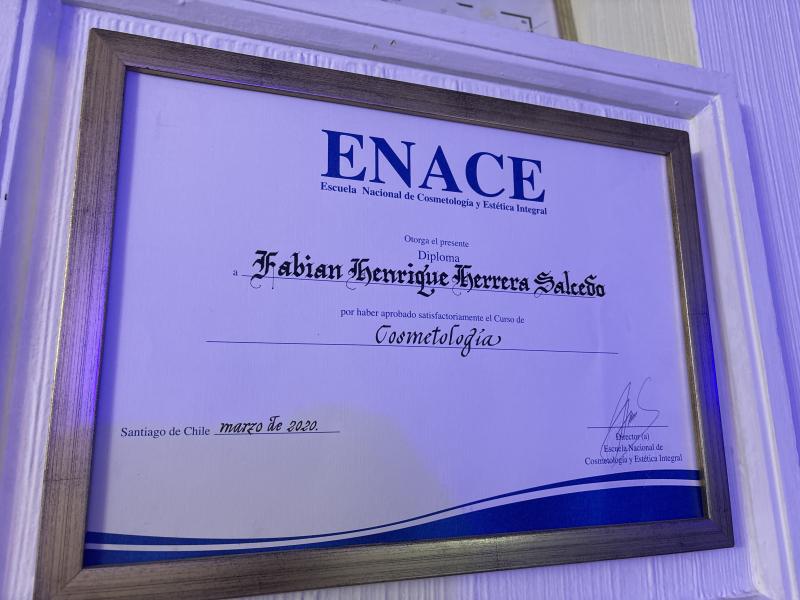 ENACE
Escuela Nacional de Cosmetología y Estética Integral
Otorga el presente
Diploma
a Fabian Henrique Herrera Salcedo
por haber aprobado satisfactoriamente el Curso de
Cosmetología
Santiago de Chile marzo de 2020.
Director (a)
Escuela Nacional de
Cosmetología y Estética Integral